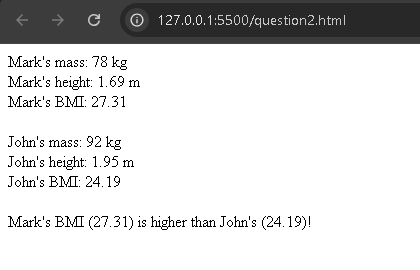 127.0.0.1:5500/question2.html
Mark's mass: 78 kg
Mark's height: 1.69 m
Mark's BMI: 27.31
John's mass: 92 kg
John's height: 1.95 m
John's BMI: 24.19
Mark's BMI (27.31) is higher than John's (24.19)!